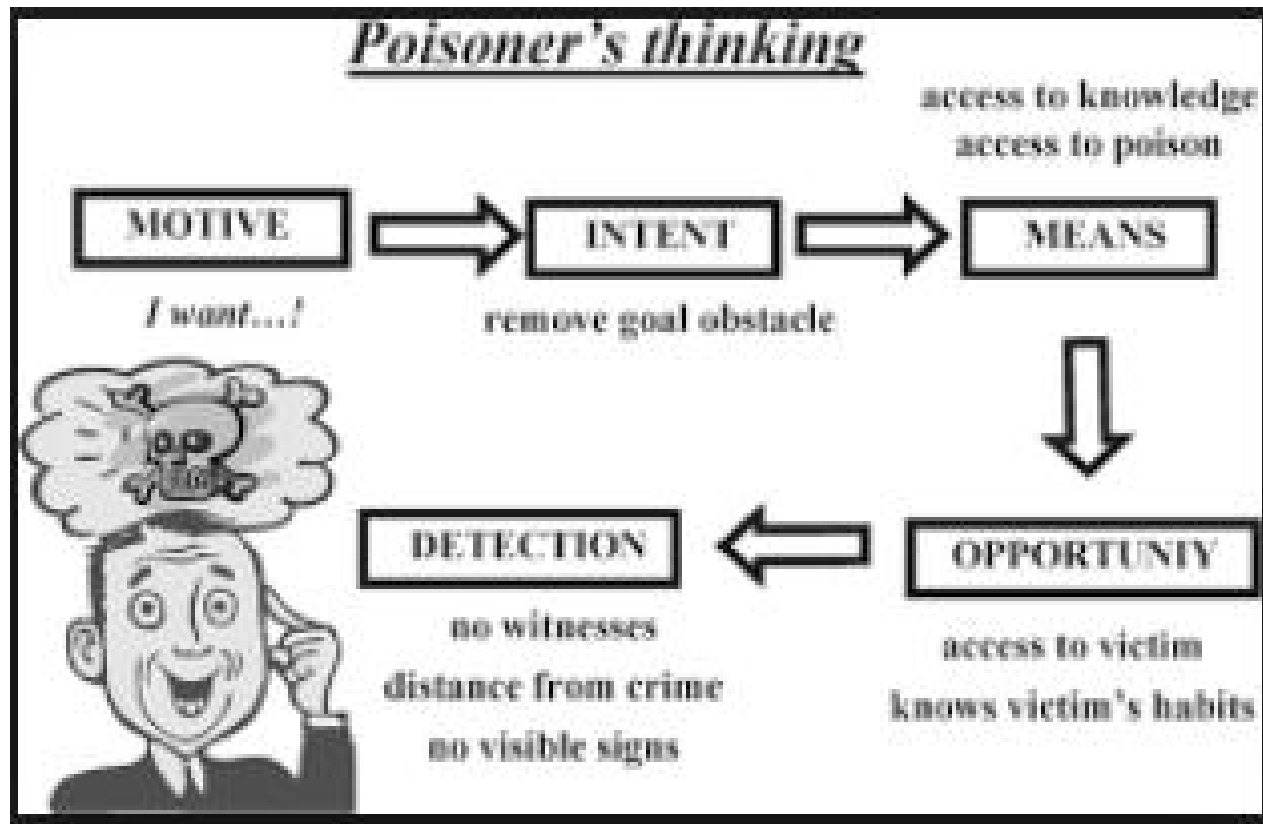 Poisoner's thinking
access to knowledge
access to poison
MOTIVE
INTENT
MEANS
I want...!
remove goal obstacle
DETECTION
OPPORTUNIY
no witnesses
distance from crime
no visible signs
access to victim
knows victim's habits